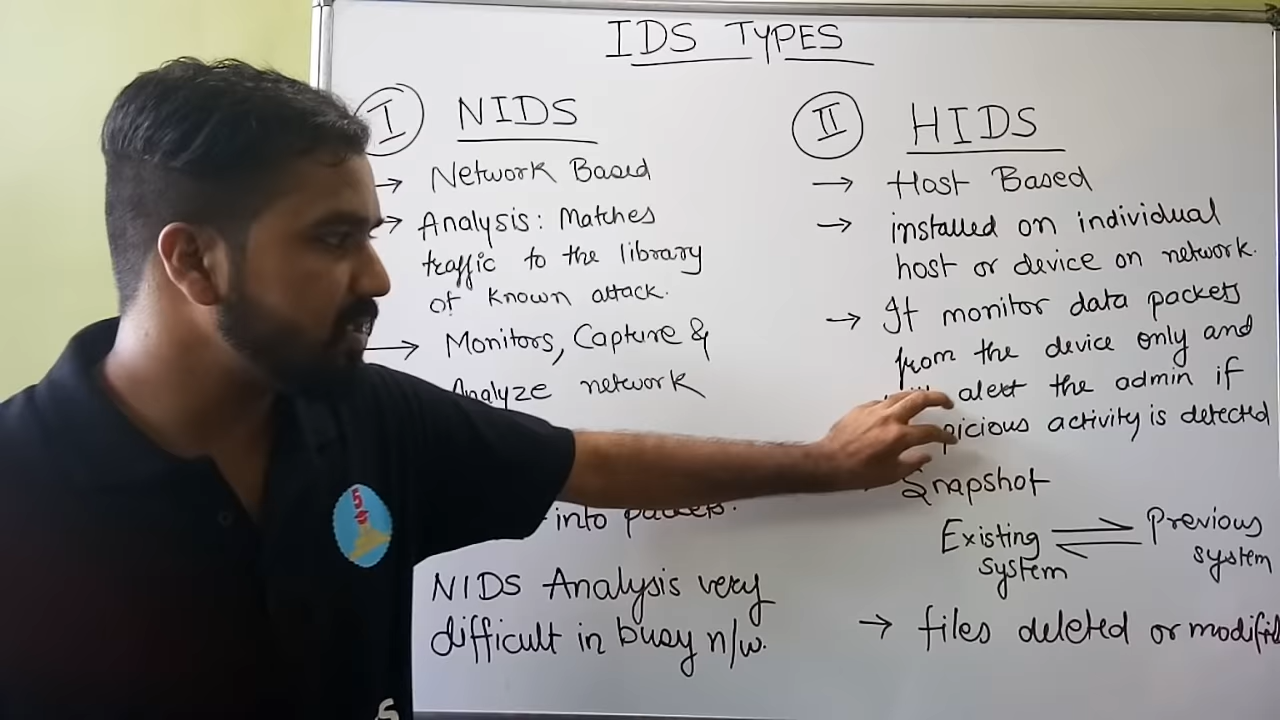 IDS TYPES
I NIDS
→ Network Based
→ Analysis: Matches
traffic to the library
of known attack.
→ Monitors, Capture &
Analyze network
into packets.
NIDS Analysis very
difficult in busy n/w.
II HIDS
→ Host Based
→ installed on individual
host or device on network.
→ It monitor data packets
from the device only and
alert the admin if
activity is detected
Snapshot
Existing ⇌ Previous
system system
→ files deleted or modified
5
S